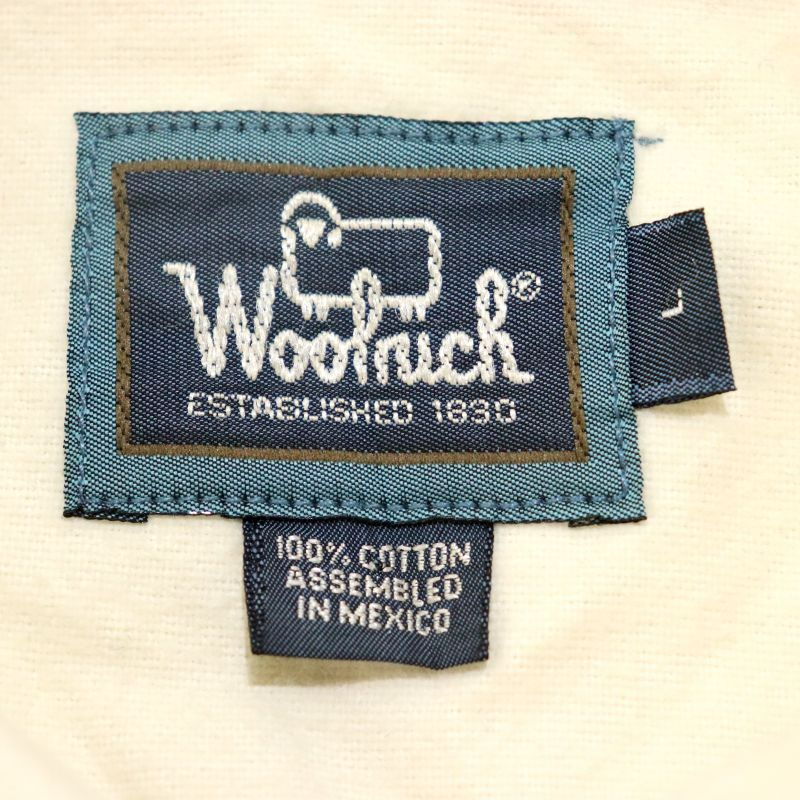 Woolrich®
ESTABLISHED 1830
L
100% COTTON
ASSEMBLED
IN MEXICO